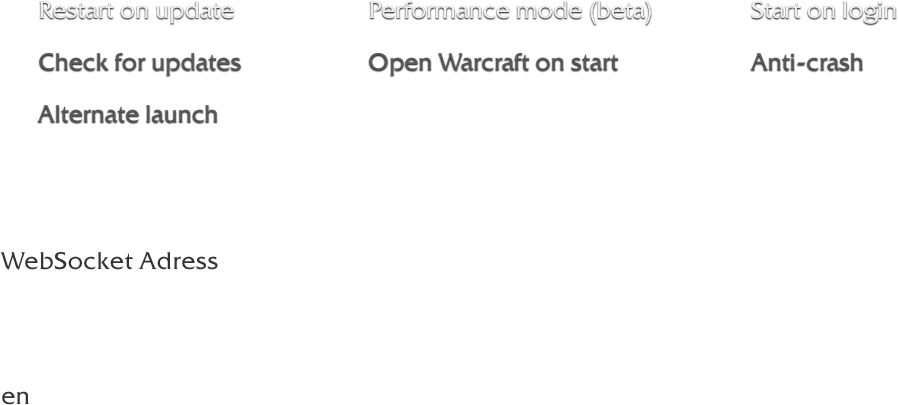 Restart on update Performance mode (beta) Start on login
Check for updates Open Warcraft on start Anti-crash
Alternate launch
WebSocket Adress
en